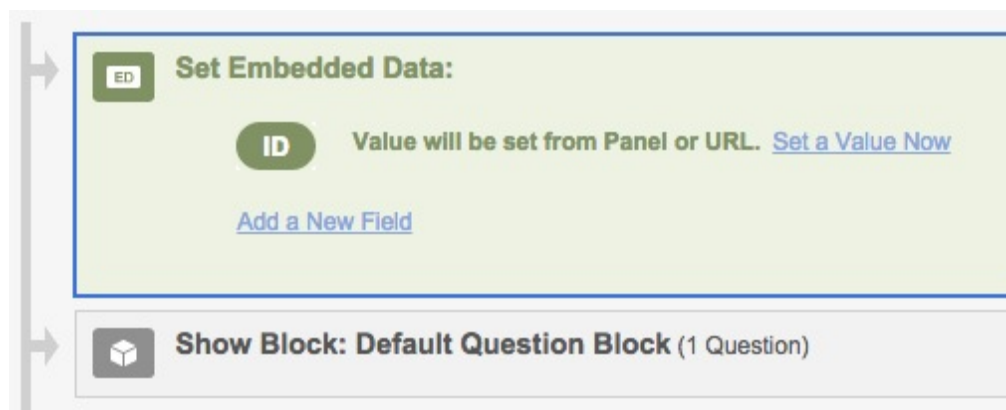 ED Set Embedded Data:
ID Value will be set from Panel or URL. Set a Value Now
Add a New Field
Show Block: Default Question Block (1 Question)